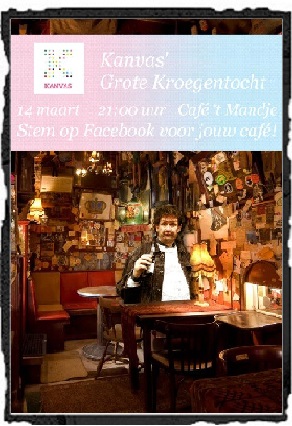 KANVAS
Kanvas'
Grote Kroegentocht
14 maart 21:00 uur Café 't Mandje
Stem op Facebook voor jouw café!